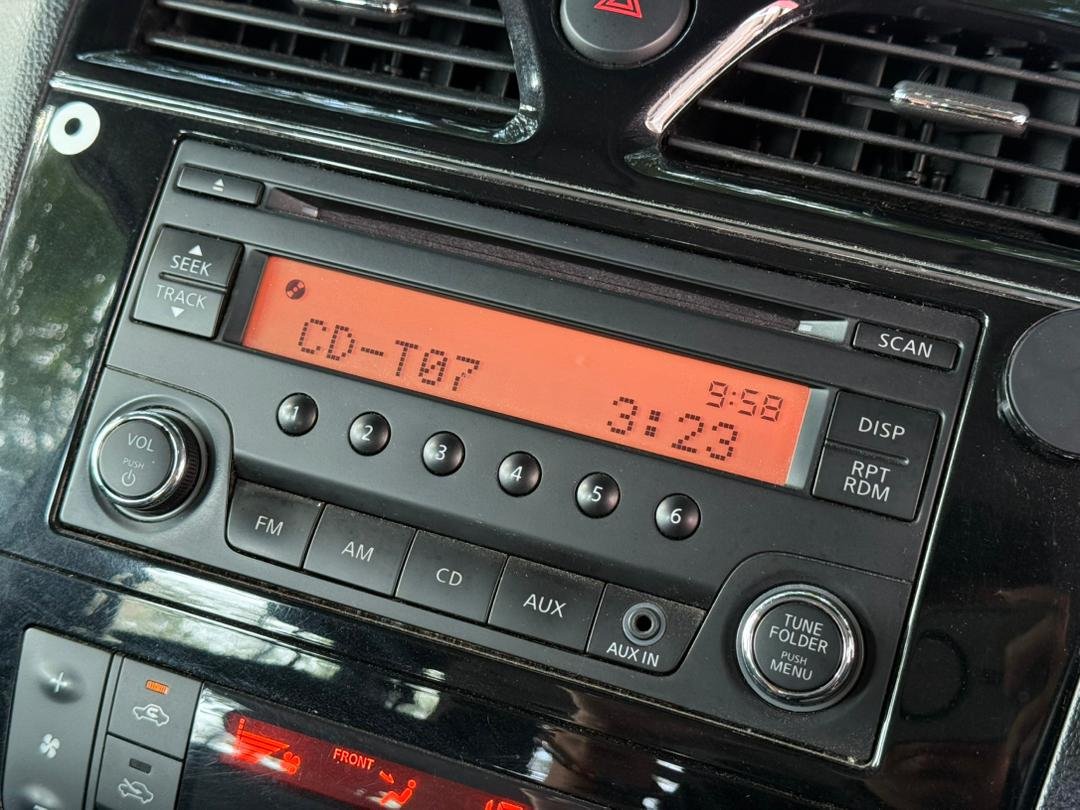 SEEK
TRACK
SCAN
CD-T07
9:58
3:23
DISP
RPT
RDM
1
2
3
4
5
6
VOL
PUSH
FM
AM
CD
AUX
AUX IN
TUNE
FOLDER
PUSH
MENU
FRONT